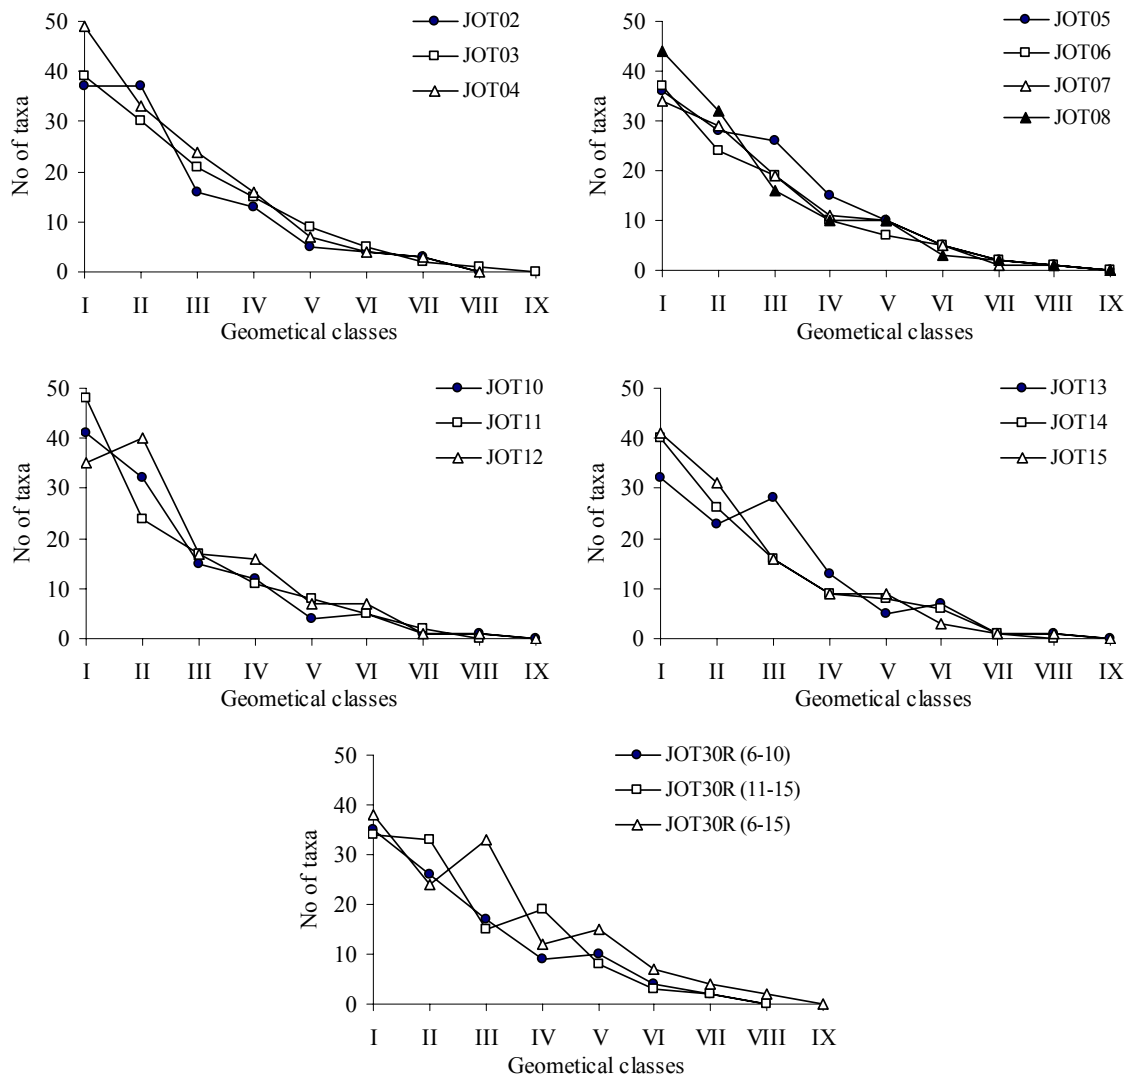 JOT02
JOT03
JOT04
No of taxa
50
40
30
20
10
0
I II III IV V VI VII VIII IX
Geometical classes
JOT05
JOT06
JOT07
JOT08
No of taxa
50
40
30
20
10
0
I II III IV V VI VII VIII IX
Geometical classes
JOT10
JOT11
JOT12
No of taxa
50
40
30
20
10
0
I II III IV V VI VII VIII IX
Geometical classes
JOT13
JOT14
JOT15
No of taxa
50
40
30
20
10
0
I II III IV V VI VII VIII IX
Geometical classes
JOT30R (6-10)
JOT30R (11-15)
JOT30R (6-15)
No of taxa
50
40
30
20
10
0
I II III IV V VI VII VIII IX
Geometical classes